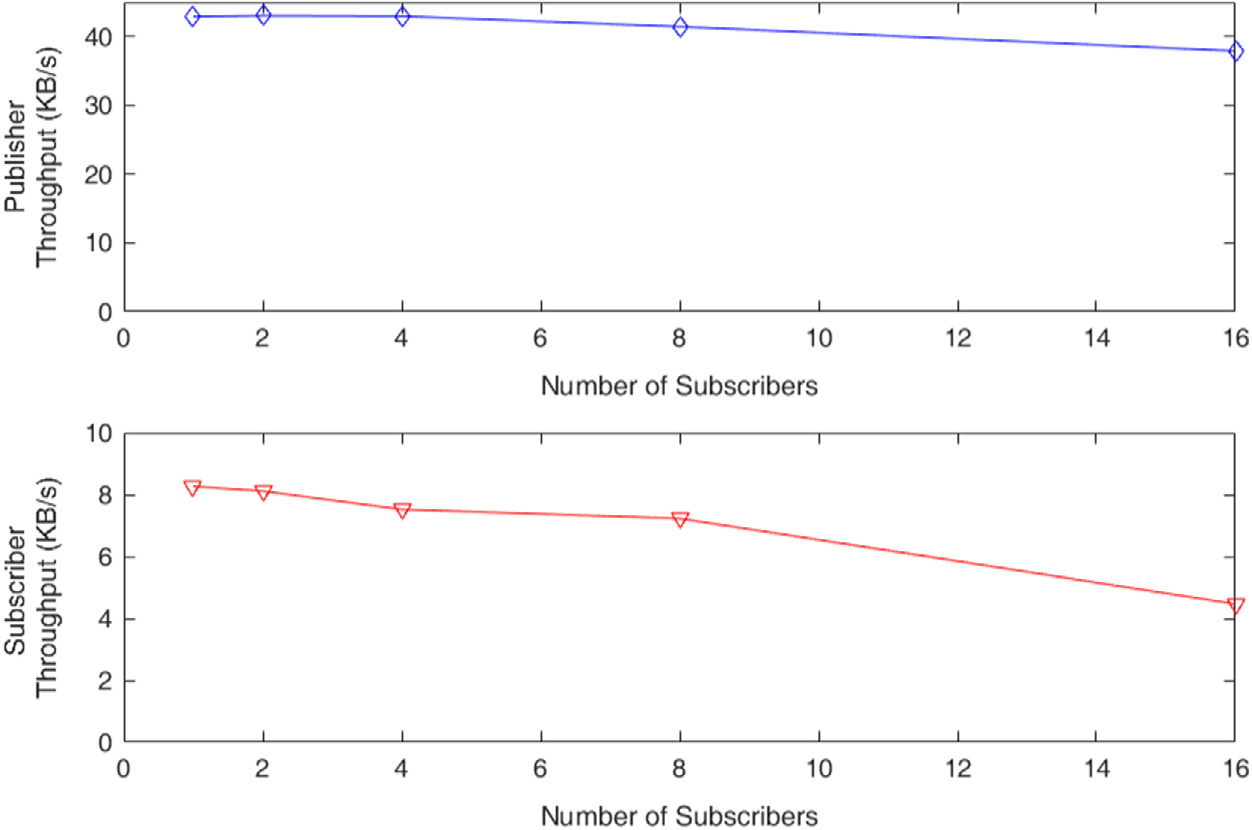 Publisher
Throughput (KB/s)
40
30
20
10
0
0 2 4 6 8 10 12 14 16
Number of Subscribers
Subscriber
Throughput (KB/s)
10
8
6
4
2
0
0 2 4 6 8 10 12 14 16
Number of Subscribers